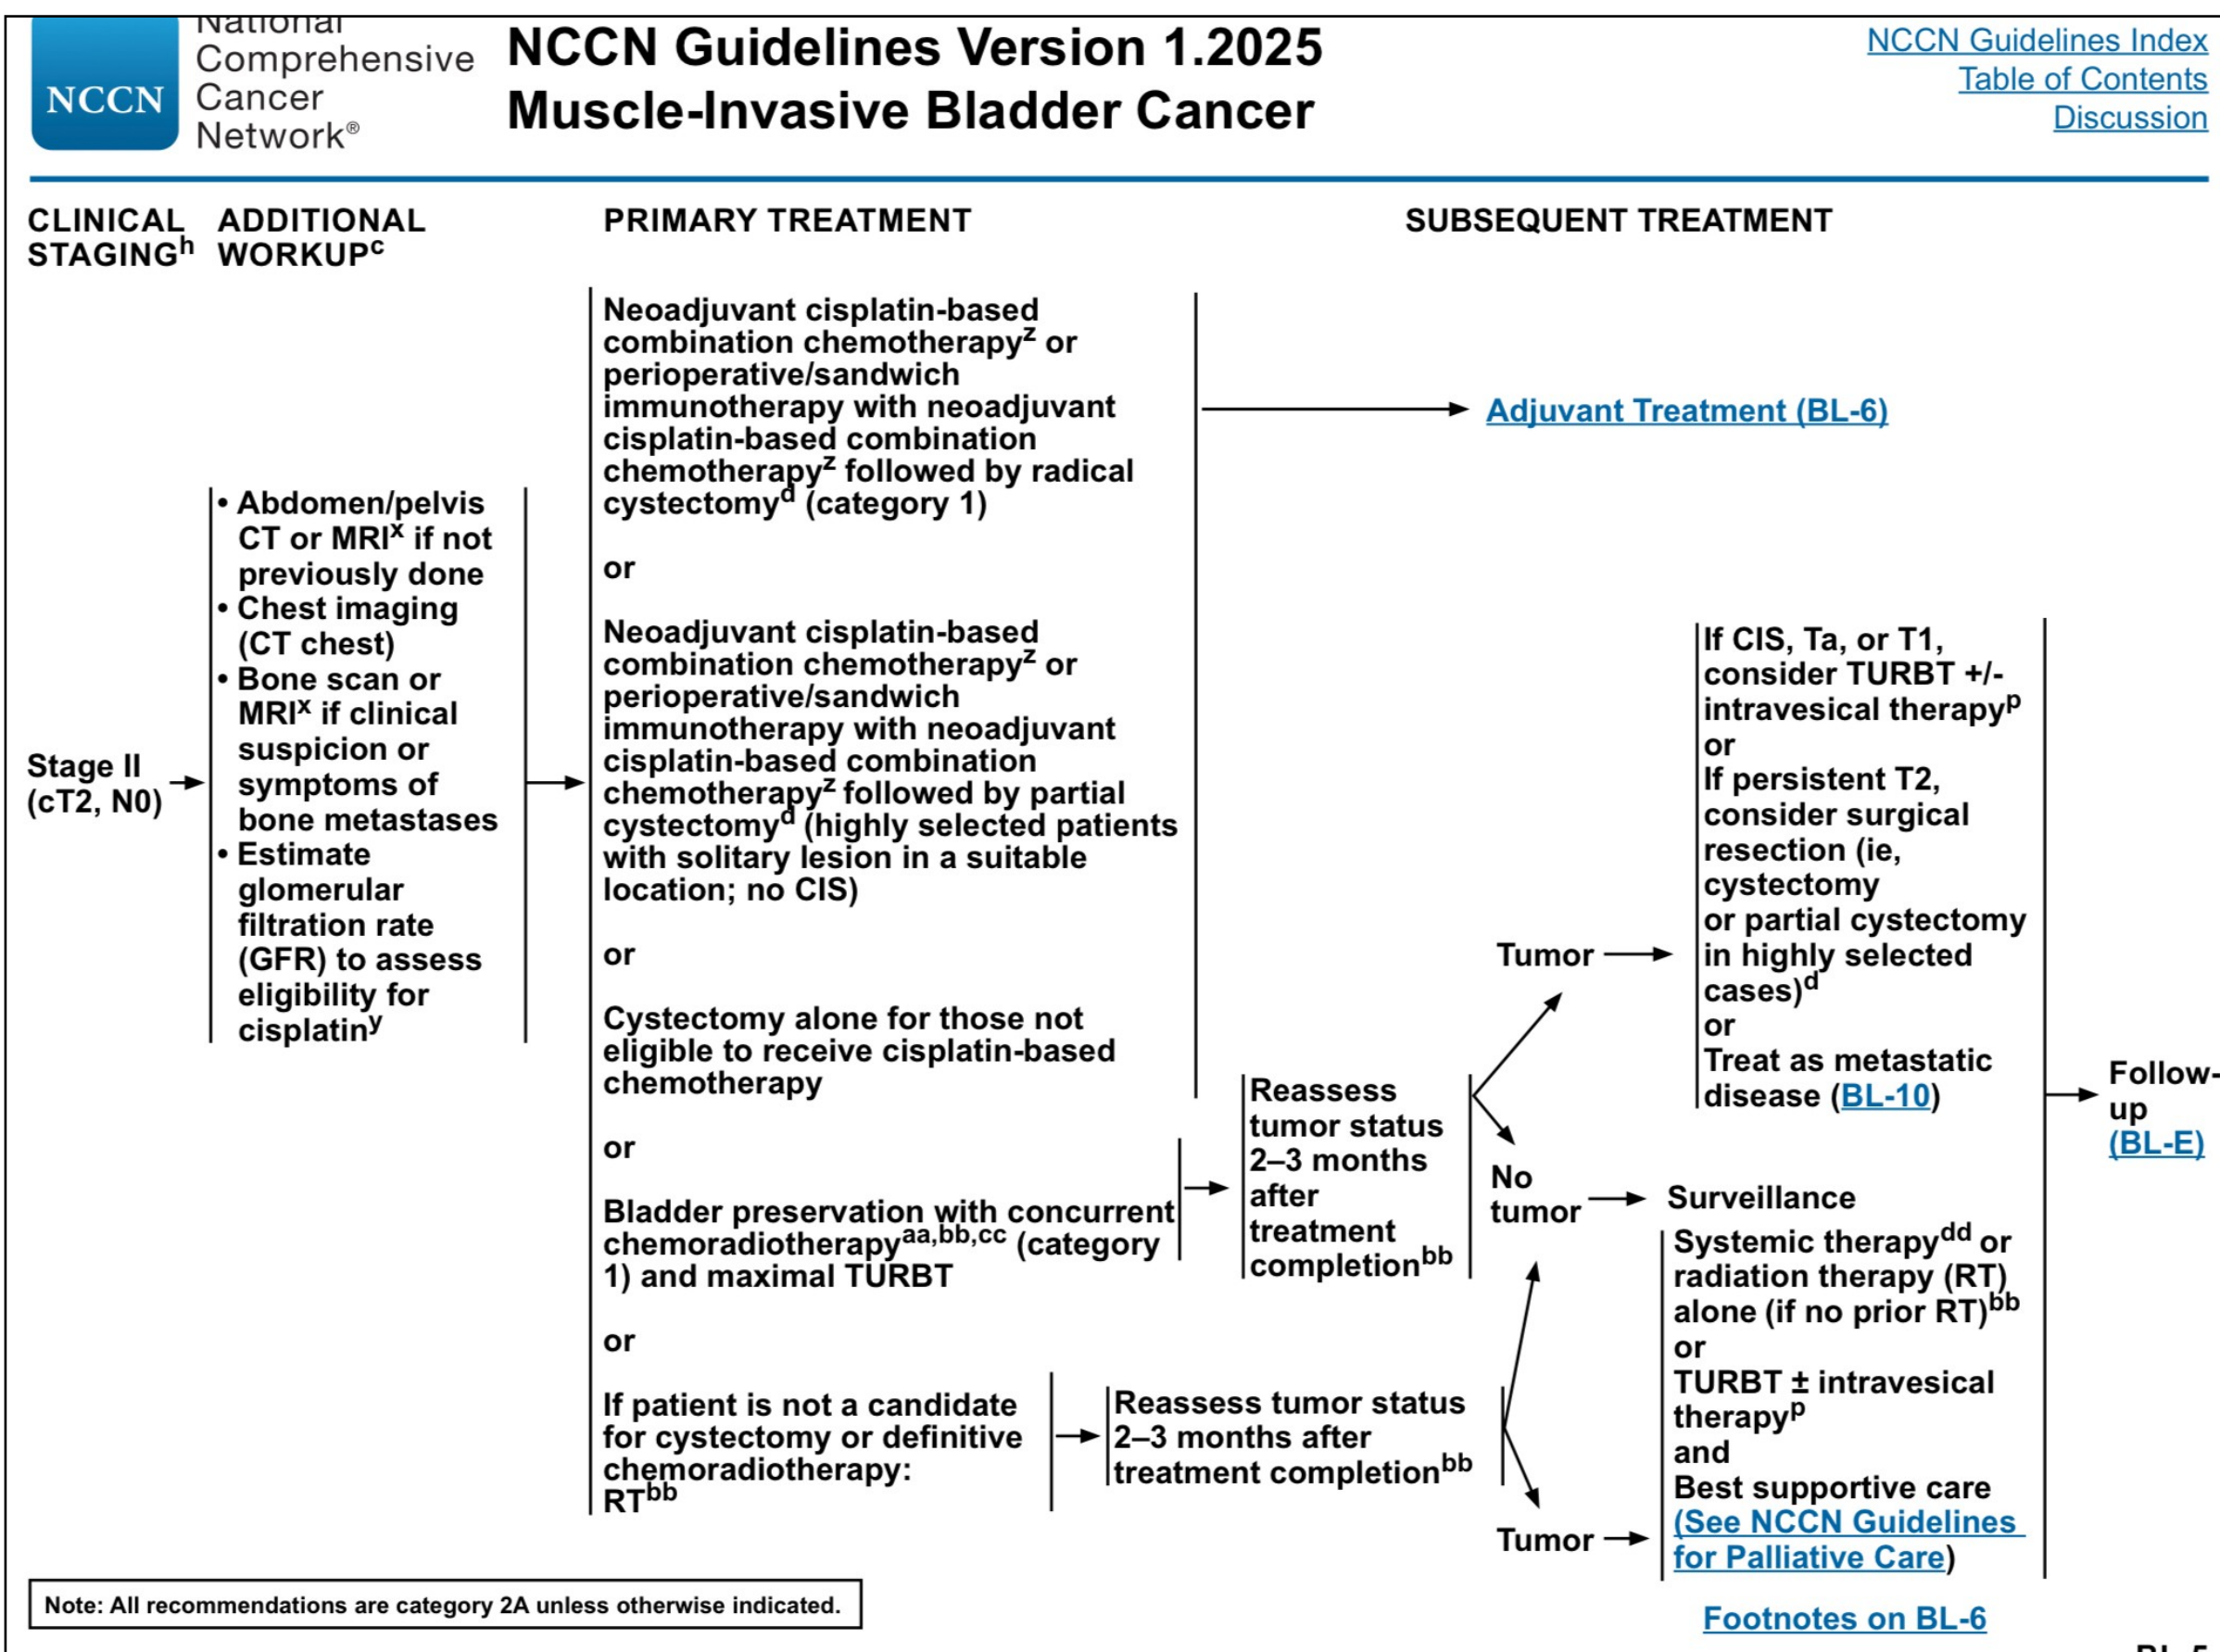 National
Comprehensive
Cancer
Network®
NCCN
NCCN Guidelines Version 1.2025
Muscle-Invasive Bladder Cancer
NCCN Guidelines Index
Table of Contents
Discussion
CLINICAL
STAGINGh
ADDITIONAL
WORKUPc
PRIMARY TREATMENT
SUBSEQUENT TREATMENT
Stage II
(cT2, N0)
• Abdomen/pelvis
CT or MRIx if not
previously done
• Chest imaging
(CT chest)
• Bone scan or
MRIx if clinical
suspicion or
symptoms of
bone metastases
• Estimate
glomerular
filtration rate
(GFR) to assess
eligibility for
cisplatiny
Neoadjuvant cisplatin-based
combination chemotherapyz or
perioperative/sandwich
immunotherapy with neoadjuvant
cisplatin-based combination
chemotherapyz followed by radical
cystectomyd (category 1)
or
Neoadjuvant cisplatin-based
combination chemotherapyz or
perioperative/sandwich
immunotherapy with neoadjuvant
cisplatin-based combination
chemotherapyz followed by partial
cystectomyd (highly selected patients
with solitary lesion in a suitable
location; no CIS)
or
Cystectomy alone for those not
eligible to receive cisplatin-based
chemotherapy
or
Bladder preservation with concurrent
chemoradiotherapyaa,bb,cc (category
1) and maximal TURBT
or
If patient is not a candidate
for cystectomy or definitive
chemoradiotherapy:
RTbb
Adjuvant Treatment (BL-6)
Reassess
tumor status
2–3 months
after
treatment
completionbb
Reassess tumor status
2–3 months after
treatment completionbb
Tumor
No
tumor
Tumor
If CIS, Ta, or T1,
consider TURBT +/-
intravesical therapyp
or
If persistent T2,
consider surgical
resection (ie,
cystectomy
or partial cystectomy
in highly selected
cases)d
or
Treat as metastatic
disease (BL-10)
Surveillance
Systemic therapydd or
radiation therapy (RT)
alone (if no prior RT)bb
or
TURBT ± intravesical
therapyp
and
Best supportive care
(See NCCN Guidelines
for Palliative Care)
Follow-
up
(BL-E)
Note: All recommendations are category 2A unless otherwise indicated.
Footnotes on BL-6
BL-5